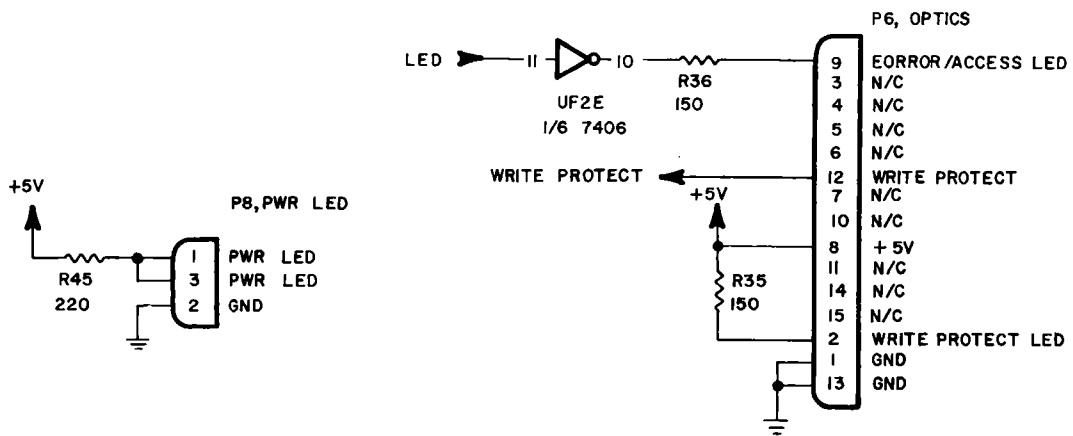 P6, OPTICS
LED 11 10 9 EORROR/ACCESS LED
R36
150
UF2E
1/6 7406
3 N/C
4 N/C
5 N/C
6 N/C
WRITE PROTECT 12 WRITE PROTECT
+5V
7 N/C
10 N/C
8 +5V
11 N/C
R35
150
14 N/C
15 N/C
2 WRITE PROTECT LED
1 GND
13 GND
+5V
P8,PWR LED
R45
220
1 PWR LED
3 PWR LED
2 GND